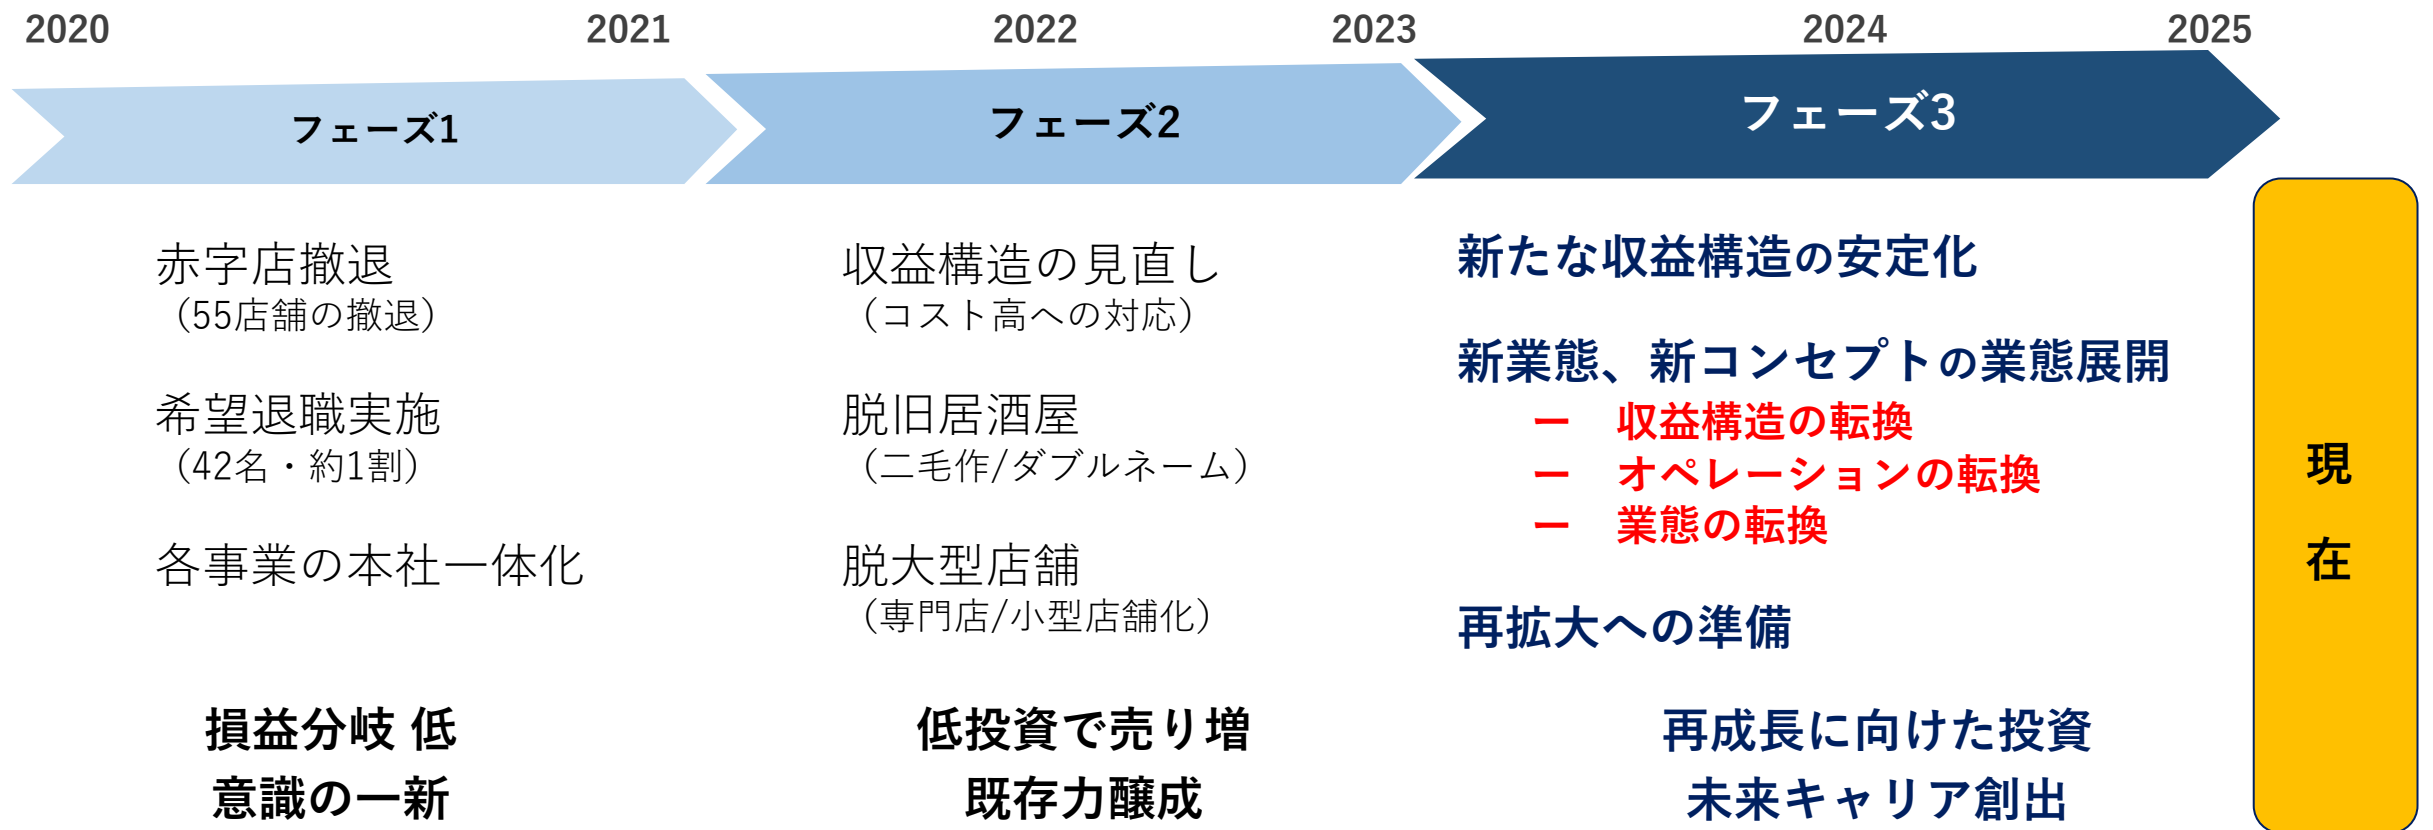 2020 2021 2022 2023 2024 2025
フェーズ1
フェーズ2
フェーズ3
赤字店撤退
（55店舗の撤退）
希望退職実施
（42名・約1割）
各事業の本社一体化
損益分岐 低
意識の一新
収益構造の見直し
（コスト高への対応）
脱旧居酒屋
（二毛作/ダブルネーム）
脱大型店舗
（専門店/小型店舗化）
低投資で売り増
既存力醸成
新たな収益構造の安定化
新業態、新コンセプトの業態展開
ー 収益構造の転換
ー オペレーションの転換
ー 業態の転換
再拡大への準備
再成長に向けた投資
未来キャリア創出
現在